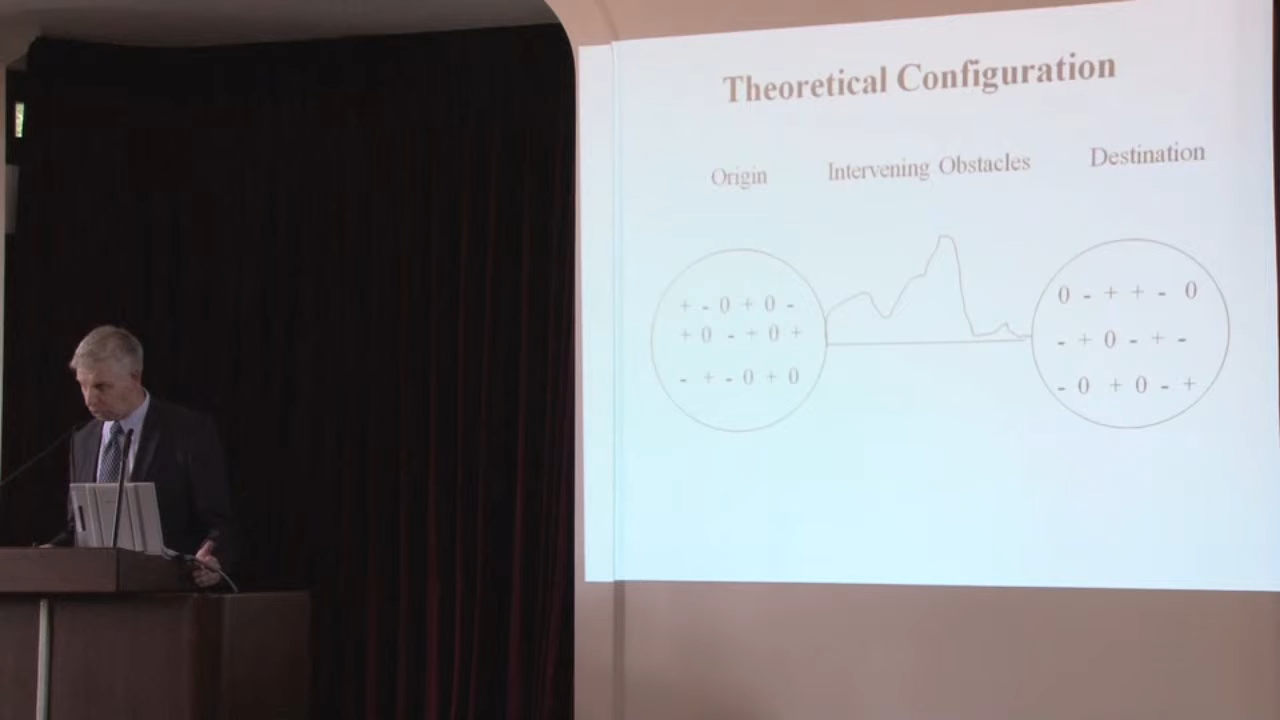 Theoretical Configuration
Origin Intervening Obstacles Destination
+ - 0 + 0 -
+ 0 - + 0 +
- + - 0 + 0
0 - + + - 0
- + 0 - + -
- 0 + 0 - +